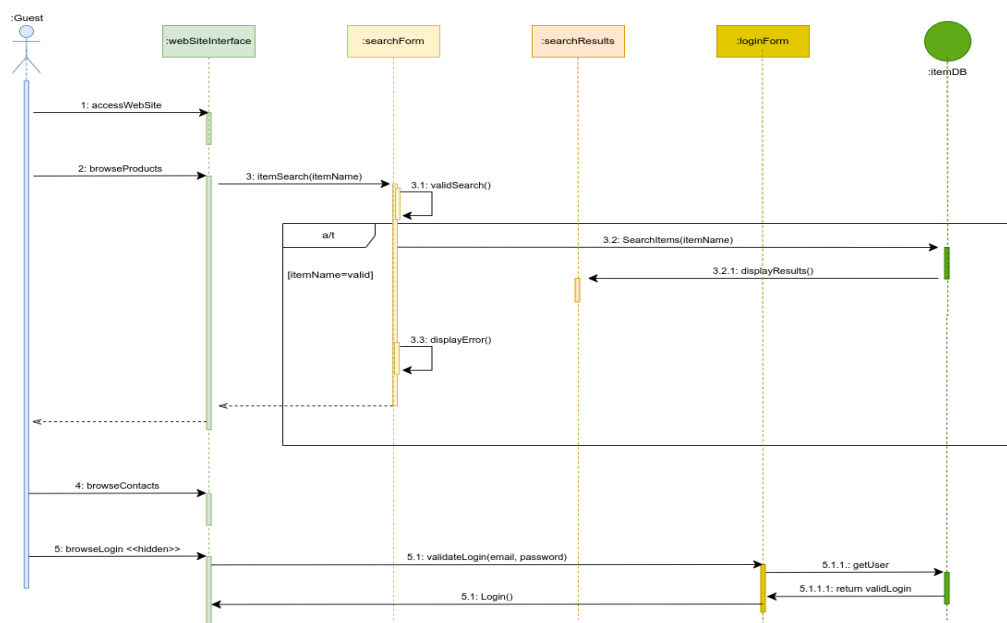 :Guest
:webSiteInterface
:searchForm
:searchResults
:loginForm
:itemDB
1: accessWebSite
2: browseProducts
3: itemSearch(itemName)
3.1: validSearch()
a/t
3.2: SearchItems(itemName)
[itemName=valid]
3.2.1: displayResults()
3.3: displayError()
4: browseContacts
5: browseLogin <<hidden>>
5.1: validateLogin(email, password)
5.1.1.: getUser
5.1.1.1: return validLogin
5.1: Login()